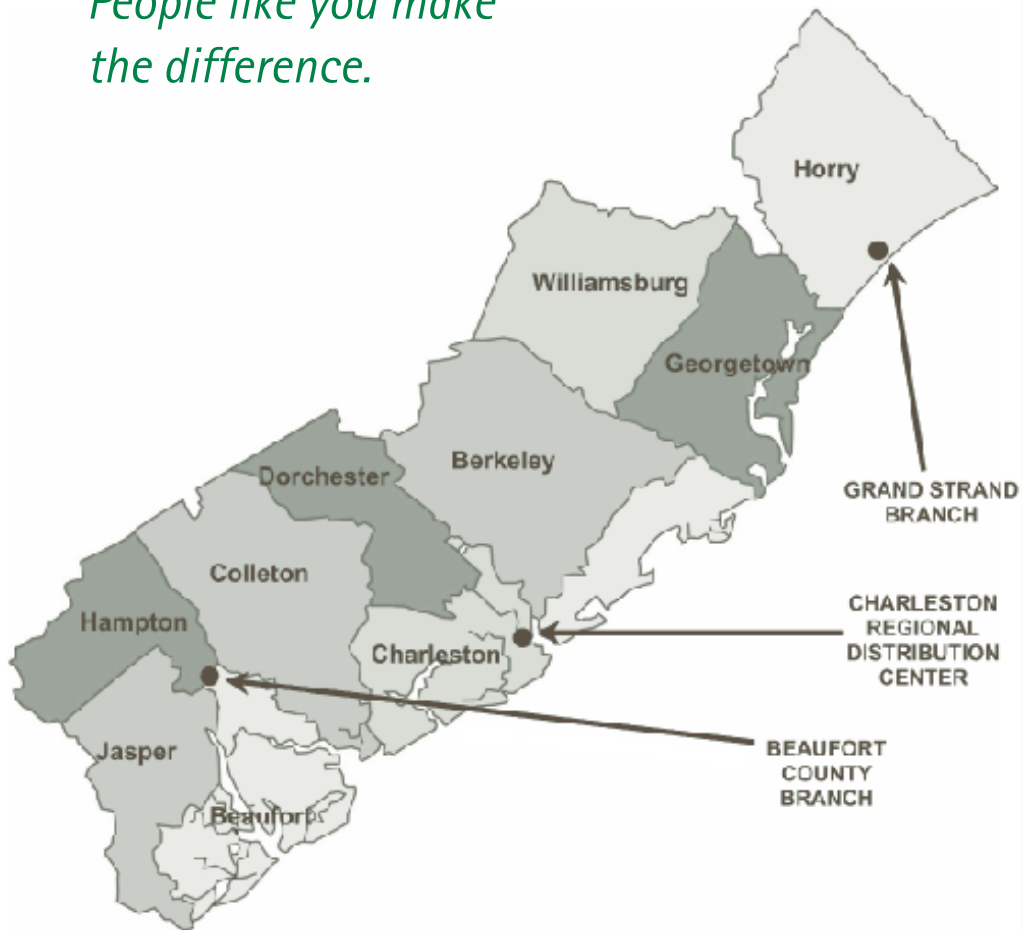 People like you make
the difference.
Horry
Williamsburg
Georgetown
Berkeley
Dorchester
GRAND STRAND
BRANCH
Colleton
Hampton
Charleston
CHARLESTON
REGIONAL
DISTRIBUTION
CENTER
Jasper
BEAUFORT
COUNTY
BRANCH
Beaufort